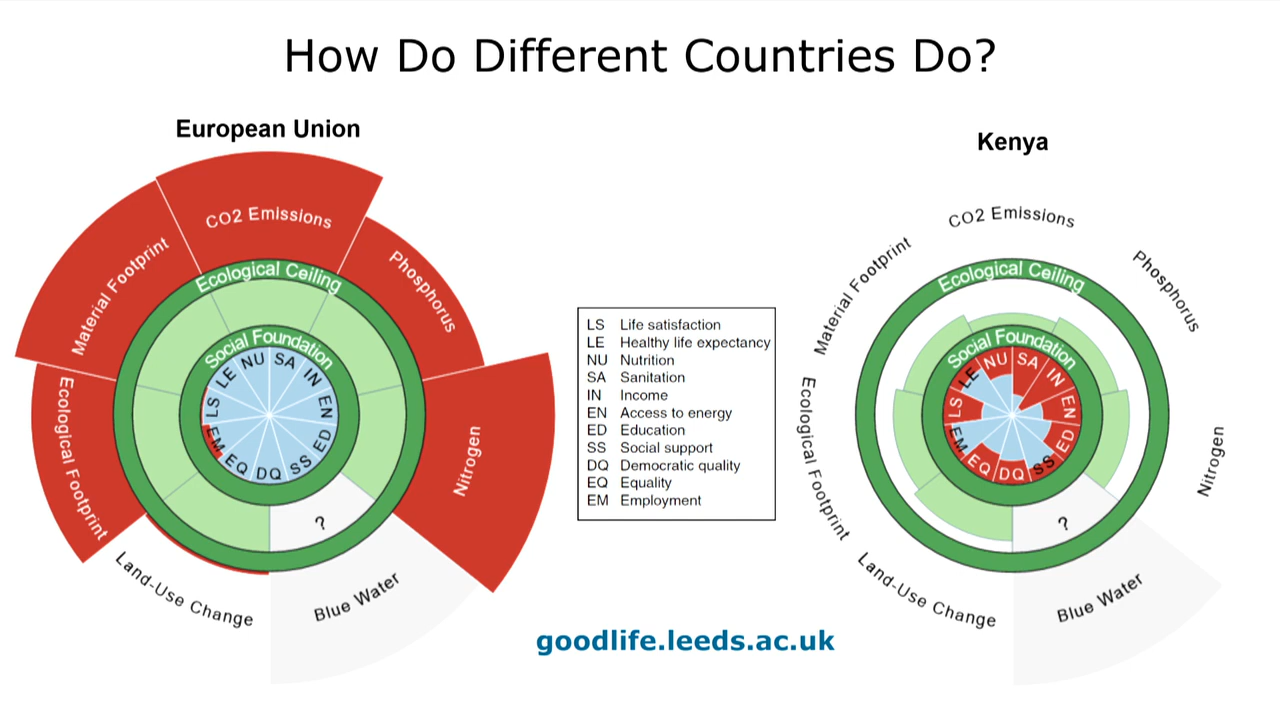 How Do Different Countries Do?
European Union
CO2 Emissions
Material Footprint
Phosphorus
Ecological Ceiling
Social Foundation
Ecological Footprint
Nitrogen
Land-Use Change
Blue Water
?
LS
LE
NU
SA
IN
EN
ED
SS
DQ
EQ
EM
LS Life satisfaction
LE Healthy life expectancy
NU Nutrition
SA Sanitation
IN Income
EN Access to energy
ED Education
SS Social support
DQ Democratic quality
EQ Equality
EM Employment
Kenya
CO2 Emissions
Material Footprint
Phosphorus
Ecological Ceiling
Social Foundation
Ecological Footprint
Nitrogen
Land-Use Change
Blue Water
?
LS
LE
NU
SA
IN
EN
ED
SS
DQ
EQ
EM
goodlife.leeds.ac.uk